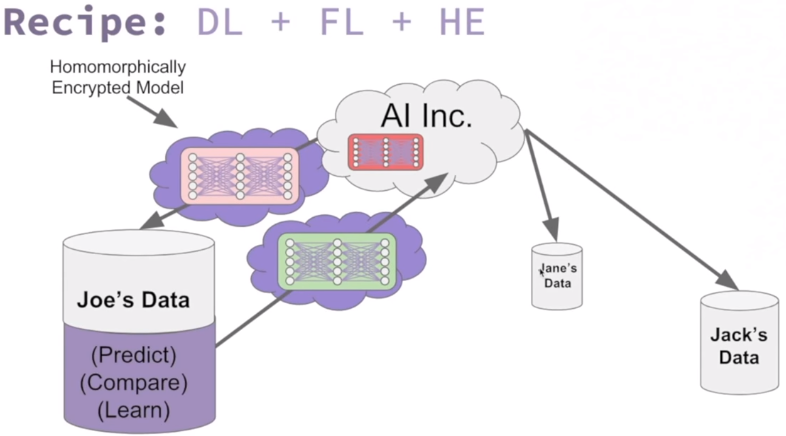 Recipe: DL + FL + HE
Homomorphically
Encrypted Model
AI Inc.
Joe's Data
(Predict)
(Compare)
(Learn)
Jane's
Data
Jack's
Data